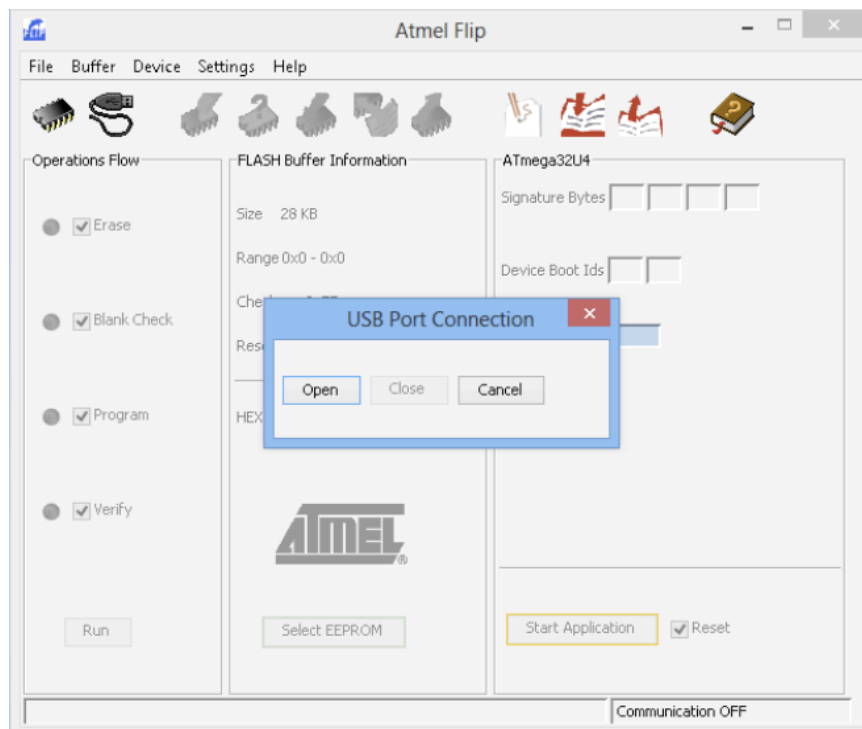 Atmel Flip
File Buffer Device Settings Help
Operations Flow
Erase
Blank Check
Program
Verify
Run
FLASH Buffer Information
Size 28 KB
Range 0x0 - 0x0
HEX
ATMEL®
Select EEPROM
USB Port Connection
Open Close Cancel
ATmega32U4
Signature Bytes
Device Boot Ids
Start Application Reset
Communication OFF